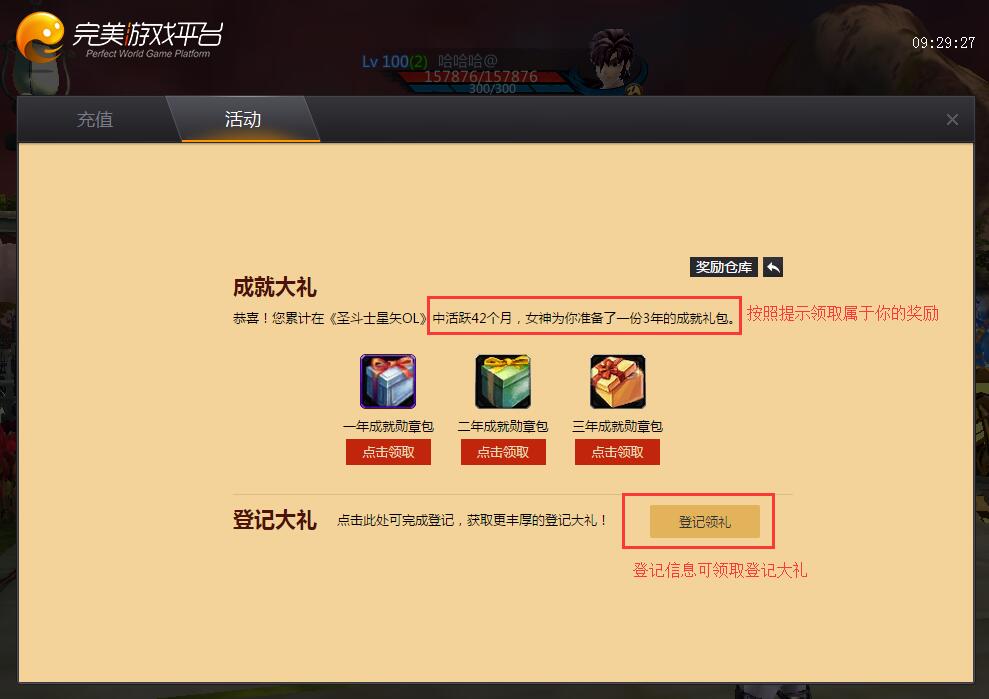 完美游戏平台
Perfect World Game Platform
09:29:27
Lv 100(2) 哈哈哈@
157876/157876
300/300
充值
活动
奖励仓库
成就大礼
恭喜！您累计在《圣斗士星矢OL》中活跃42个月，女神为你准备了一份3年的成就礼包。
按照提示领取属于你的奖励
一年成就勋章包 二年成就勋章包 三年成就勋章包
点击领取 点击领取 点击领取
登记大礼 点击此处可完成登记，获取更丰厚的登记大礼！ 登记领礼
登记信息可领取登记大礼